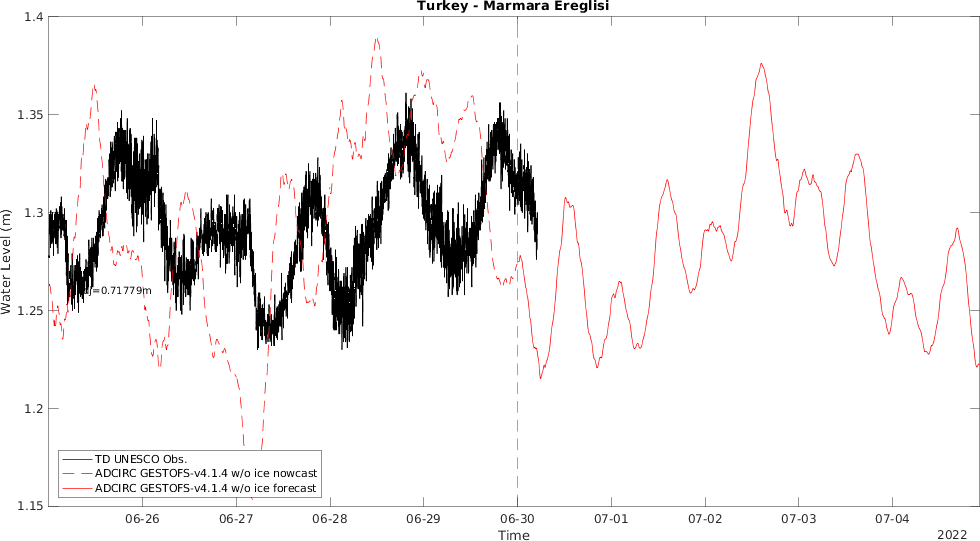 Turkey - Marmara Ereglisi
1.4
1.35
1.3
1.25
1.2
1.15
Water Level (m)
=0.71779m
TD UNESCO Obs.
ADCIRC GESTOFS-v4.1.4 w/o ice nowcast
ADCIRC GESTOFS-v4.1.4 w/o ice forecast
06-26 06-27 06-28 06-29 06-30 07-01 07-02 07-03 07-04
Time
2022